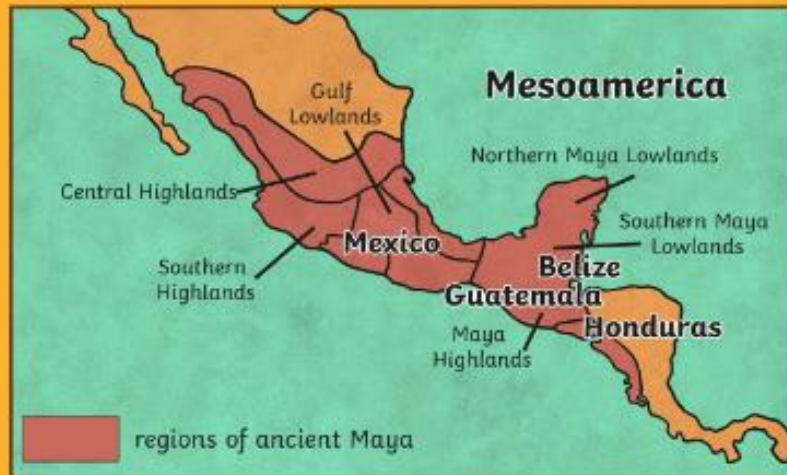 Mesoamerica
Gulf
Lowlands
Northern Maya Lowlands
Central Highlands
Southern Maya
Lowlands
Mexico
Southern
Highlands
Belize
Guatemala
Maya
Highlands
Honduras
regions of ancient Maya